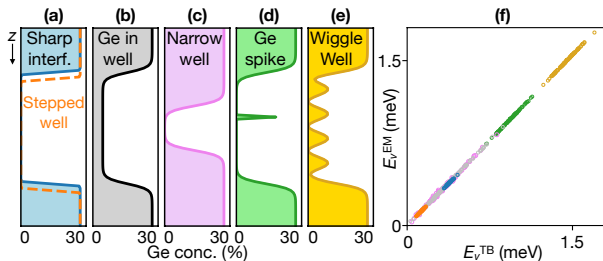 (a) (b) (c) (d) (e) (f)
z
Sharp
interf.
Stepped
well
Ge in
well
Narrow
well
Ge
spike
Wiggle
Well
0 30 0 30 0 30 0 30 0 30
Ge conc. (%)
1.5
E_v^EM (meV)
0
0 1.5
E_v^TB (meV)